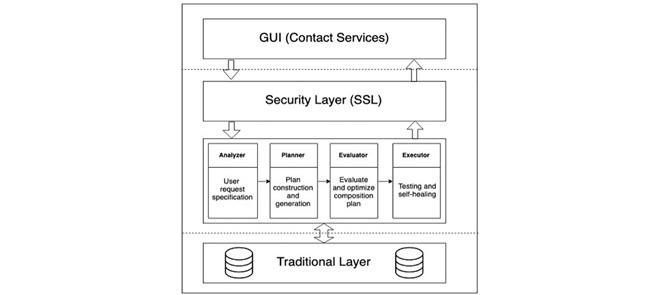 GUI (Contact Services)
Security Layer (SSL)
Analyzer
User
request
specification
Planner
Plan
construction
and
generation
Evaluator
Evaluate
and optimize
composition
plan
Executor
Testing and
self-healing
Traditional Layer